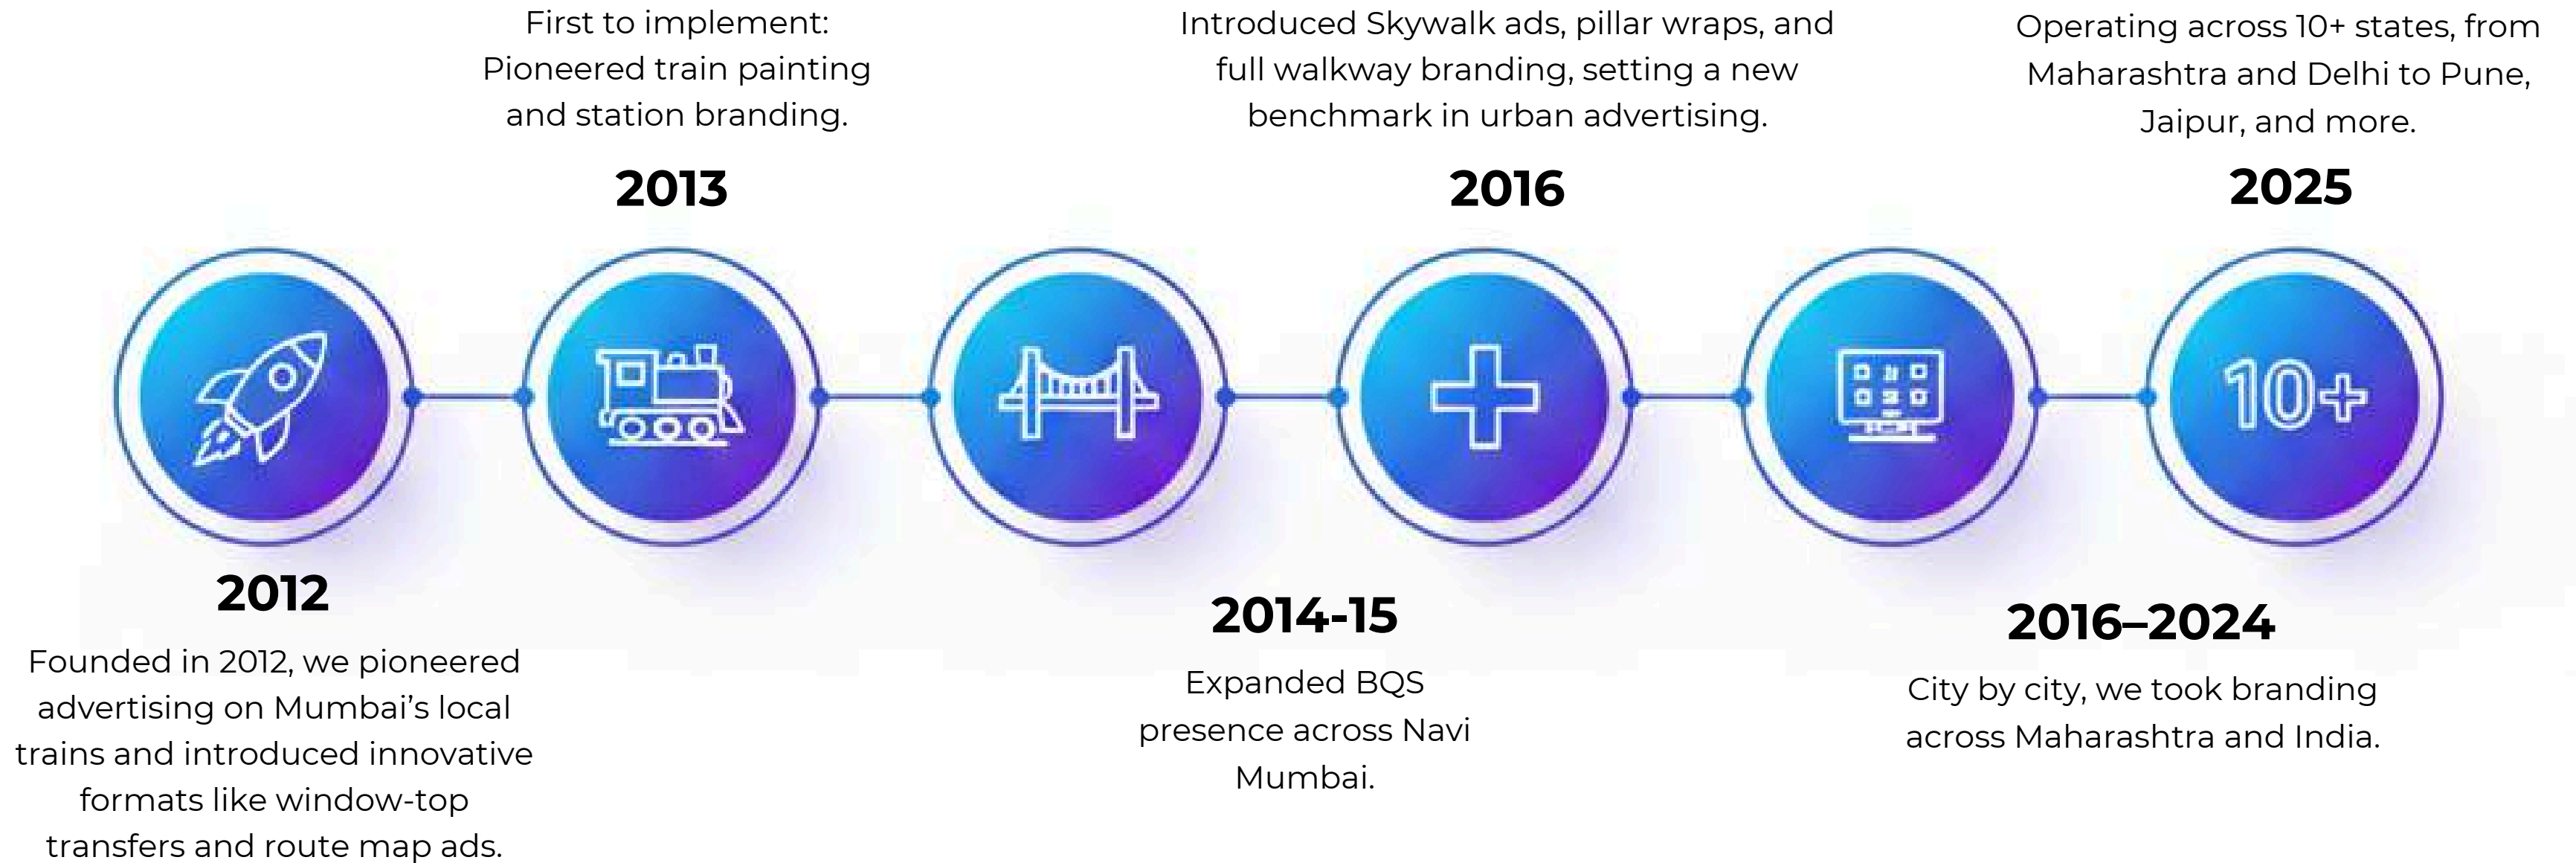 First to implement:
Pioneered train painting
and station branding.
2013
Introduced Skywalk ads, pillar wraps, and
full walkway branding, setting a new
benchmark in urban advertising.
2016
Operating across 10+ states, from
Maharashtra and Delhi to Pune,
Jaipur, and more.
2025
10+
2012
Founded in 2012, we pioneered
advertising on Mumbai’s local
trains and introduced innovative
formats like window-top
transfers and route map ads.
2014-15
Expanded BQS
presence across Navi
Mumbai.
2016–2024
City by city, we took branding
across Maharashtra and India.